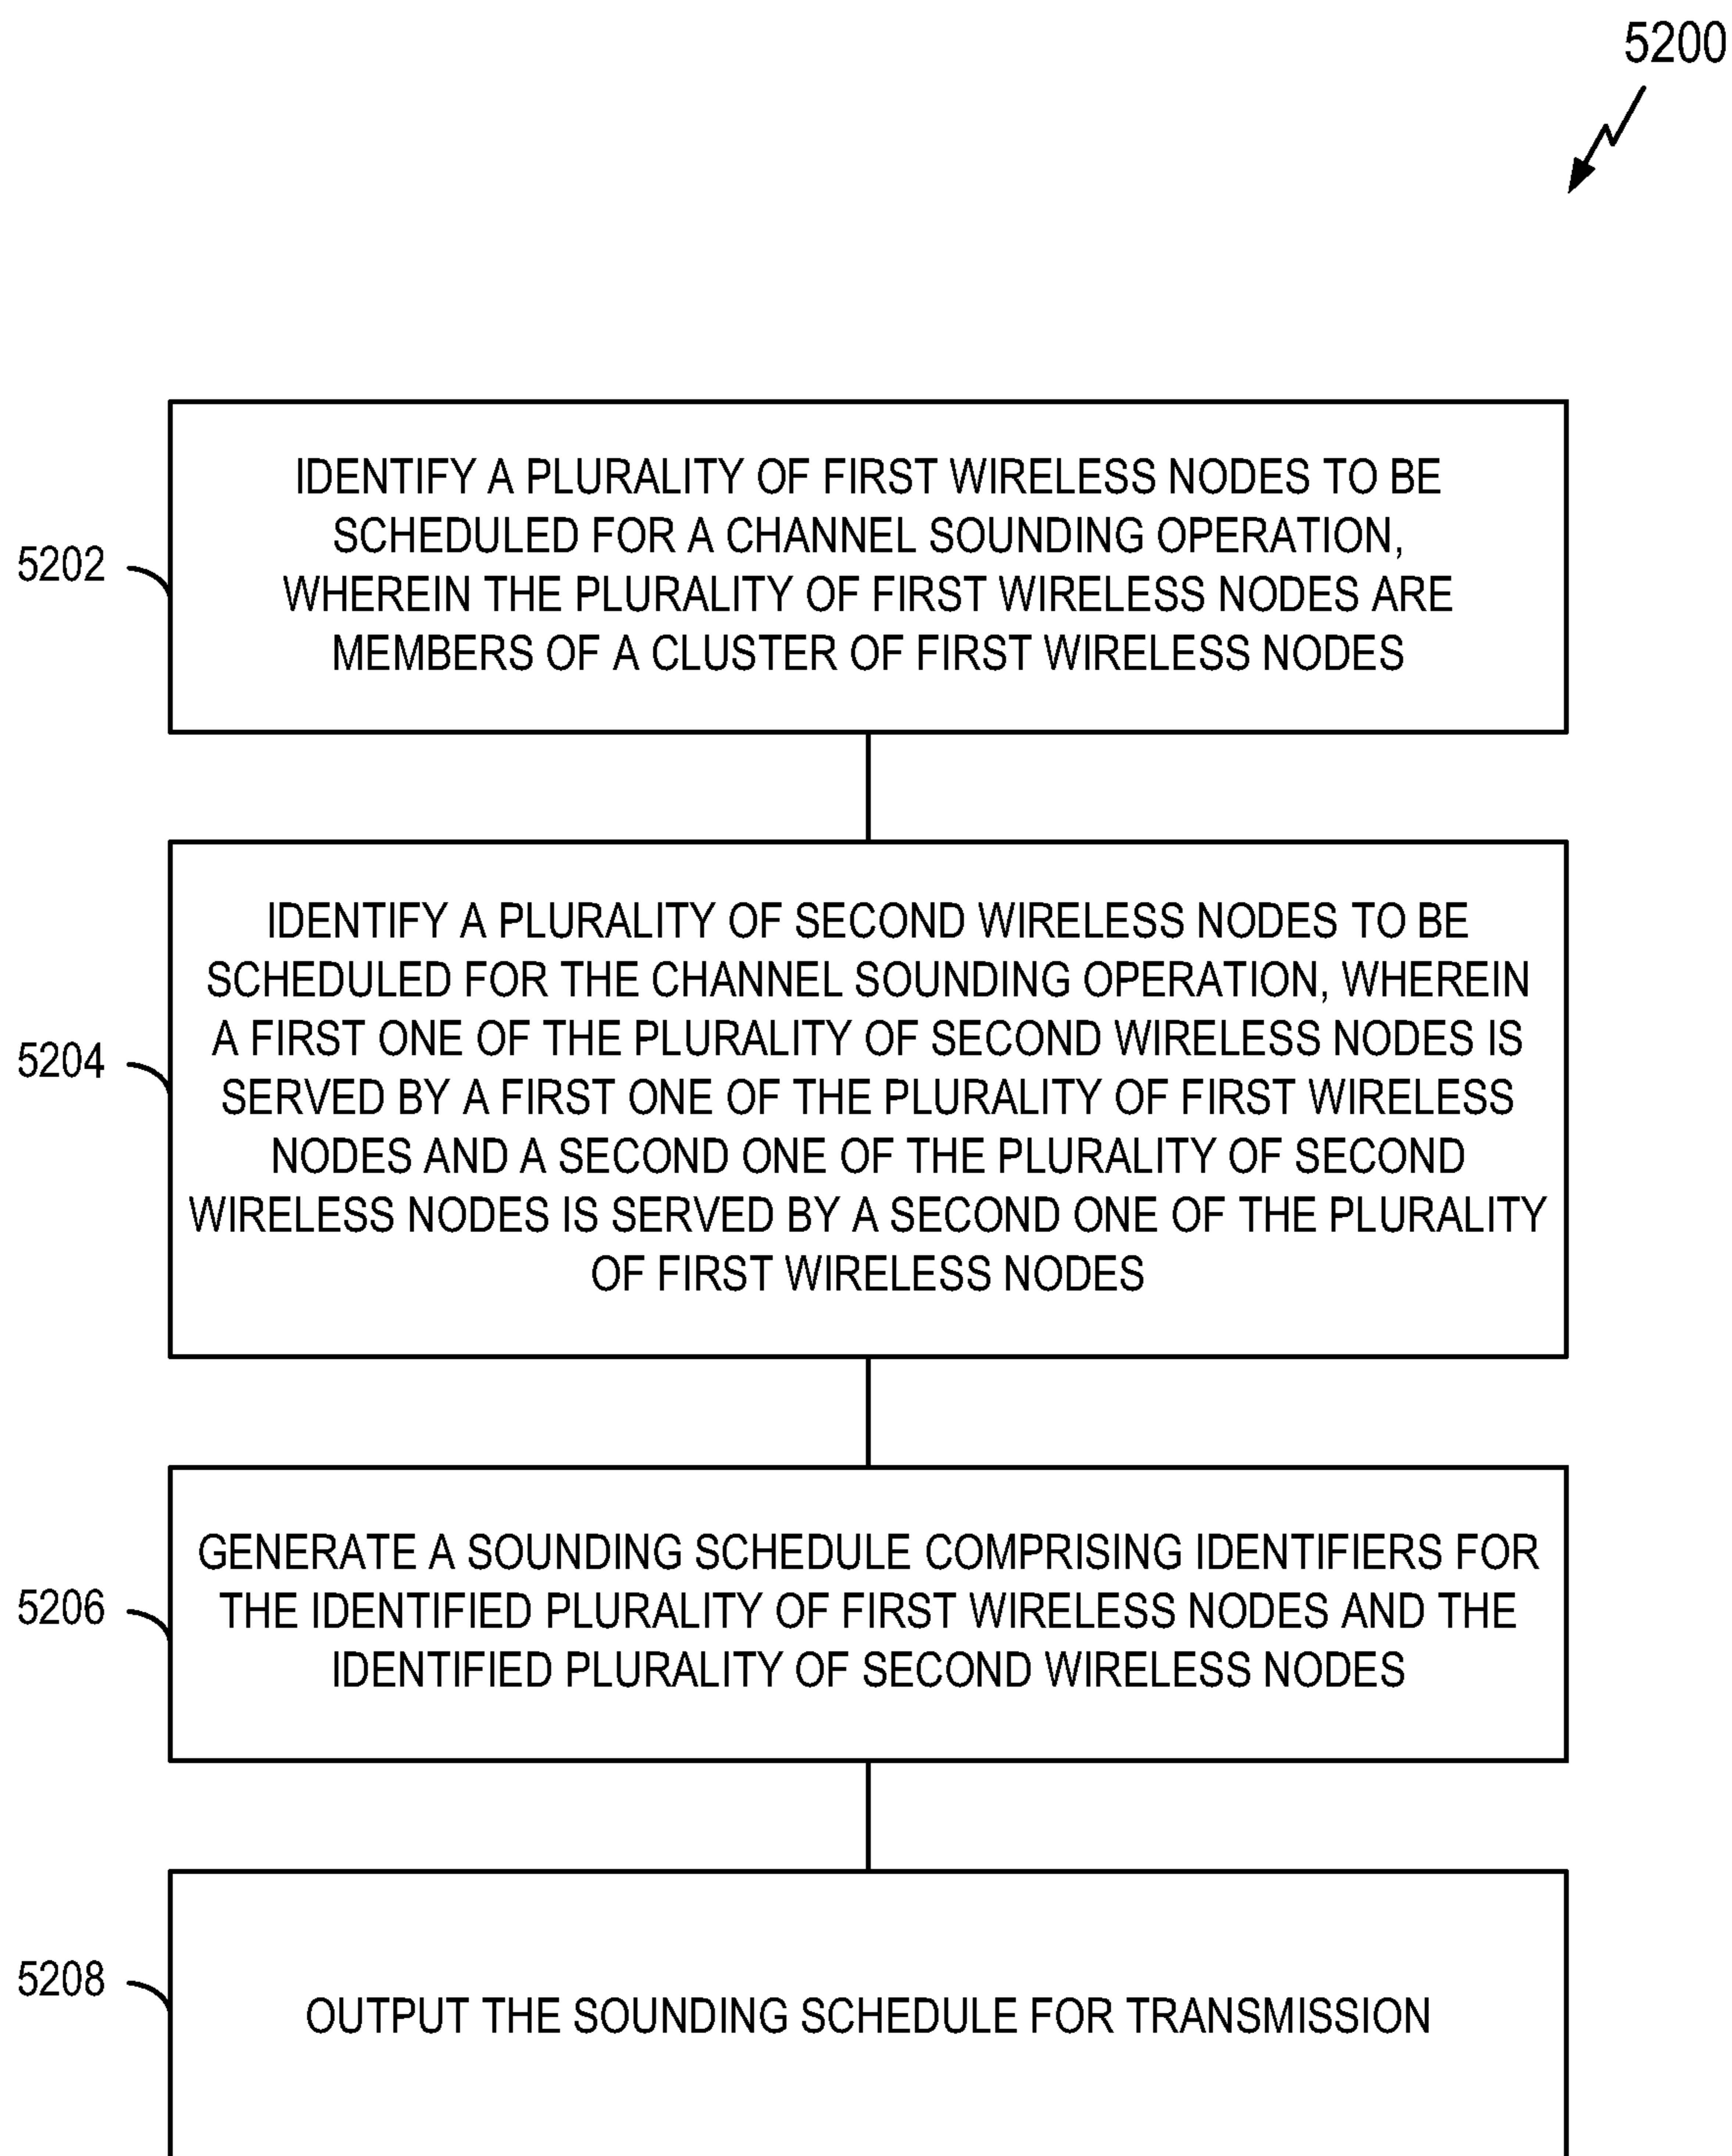 5200
5202
IDENTIFY A PLURALITY OF FIRST WIRELESS NODES TO BE
SCHEDULED FOR A CHANNEL SOUNDING OPERATION,
WHEREIN THE PLURALITY OF FIRST WIRELESS NODES ARE
MEMBERS OF A CLUSTER OF FIRST WIRELESS NODES
5204
IDENTIFY A PLURALITY OF SECOND WIRELESS NODES TO BE
SCHEDULED FOR THE CHANNEL SOUNDING OPERATION, WHEREIN
A FIRST ONE OF THE PLURALITY OF SECOND WIRELESS NODES IS
SERVED BY A FIRST ONE OF THE PLURALITY OF FIRST WIRELESS
NODES AND A SECOND ONE OF THE PLURALITY OF SECOND
WIRELESS NODES IS SERVED BY A SECOND ONE OF THE PLURALITY
OF FIRST WIRELESS NODES
5206
GENERATE A SOUNDING SCHEDULE COMPRISING IDENTIFIERS FOR
THE IDENTIFIED PLURALITY OF FIRST WIRELESS NODES AND THE
IDENTIFIED PLURALITY OF SECOND WIRELESS NODES
5208
OUTPUT THE SOUNDING SCHEDULE FOR TRANSMISSION